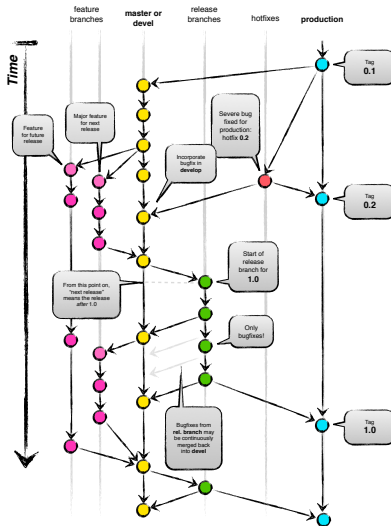 feature
branches
master or
devel
release
branches
hotfixes
production
Time
Tag
0.1
Feature
for future
release
Major feature
for next
release
Severe bug
fixed for
production:
hotfix 0.2
Incorporate
bugfix in
develop
Tag
0.2
Start of
release
branch for
1.0
From this point on,
"next release"
means the release
after 1.0
Only
bugfixes!
Bugfixes from
rel. branch may
be continuously
merged back
into devel
Tag
1.0